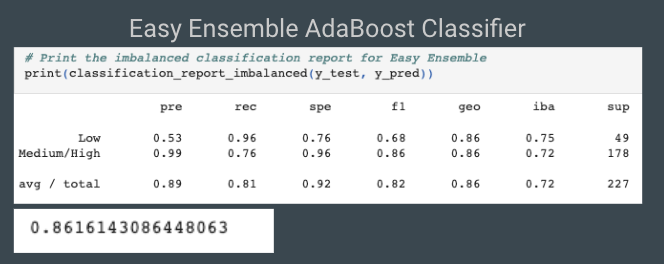 Easy Ensemble AdaBoost Classifier
# Print the imbalanced classification report for Easy Ensemble
print(classification_report_imbalanced(y_test, y_pred))
pre rec spe f1 geo iba sup
Low 0.53 0.96 0.76 0.68 0.86 0.75 49
Medium/High 0.99 0.76 0.96 0.86 0.86 0.72 178
avg / total 0.89 0.81 0.92 0.82 0.86 0.72 227
0.8616143086448063